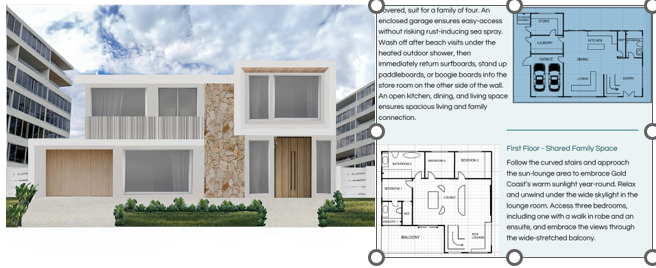 covered, suit for a family of four. An
enclosed garage ensures easy-access
without risking rust-inducing sea spray.
Wash off after beach visits under the
heated outdoor shower, then
immediately return surfboards, stand up
paddleboards, or boogie boards into the
store room on the other side of the wall.
An open kitchen, dining, and living space
ensures spacious living and family
connection.
STORE
LAUNDRY
KITCHEN
GARAGE
DINING
LIVING
ENTRY
First Floor - Shared Family Space
Follow the curved stairs and approach
the sun-lounge area to embrace Gold
Coast's warm sunlight year-round. Relax
and unwind under the wide skylight in the
lounge room. Access three bedrooms,
including one with a walk in robe and an
ensuite, and embrace the views through
the wide-stretched balcony.
BATHROOM
BEDROOM 2
BEDROOM 3
BEDROOM 1
LOUNGE
BALCONY
SUN
LOUNGE